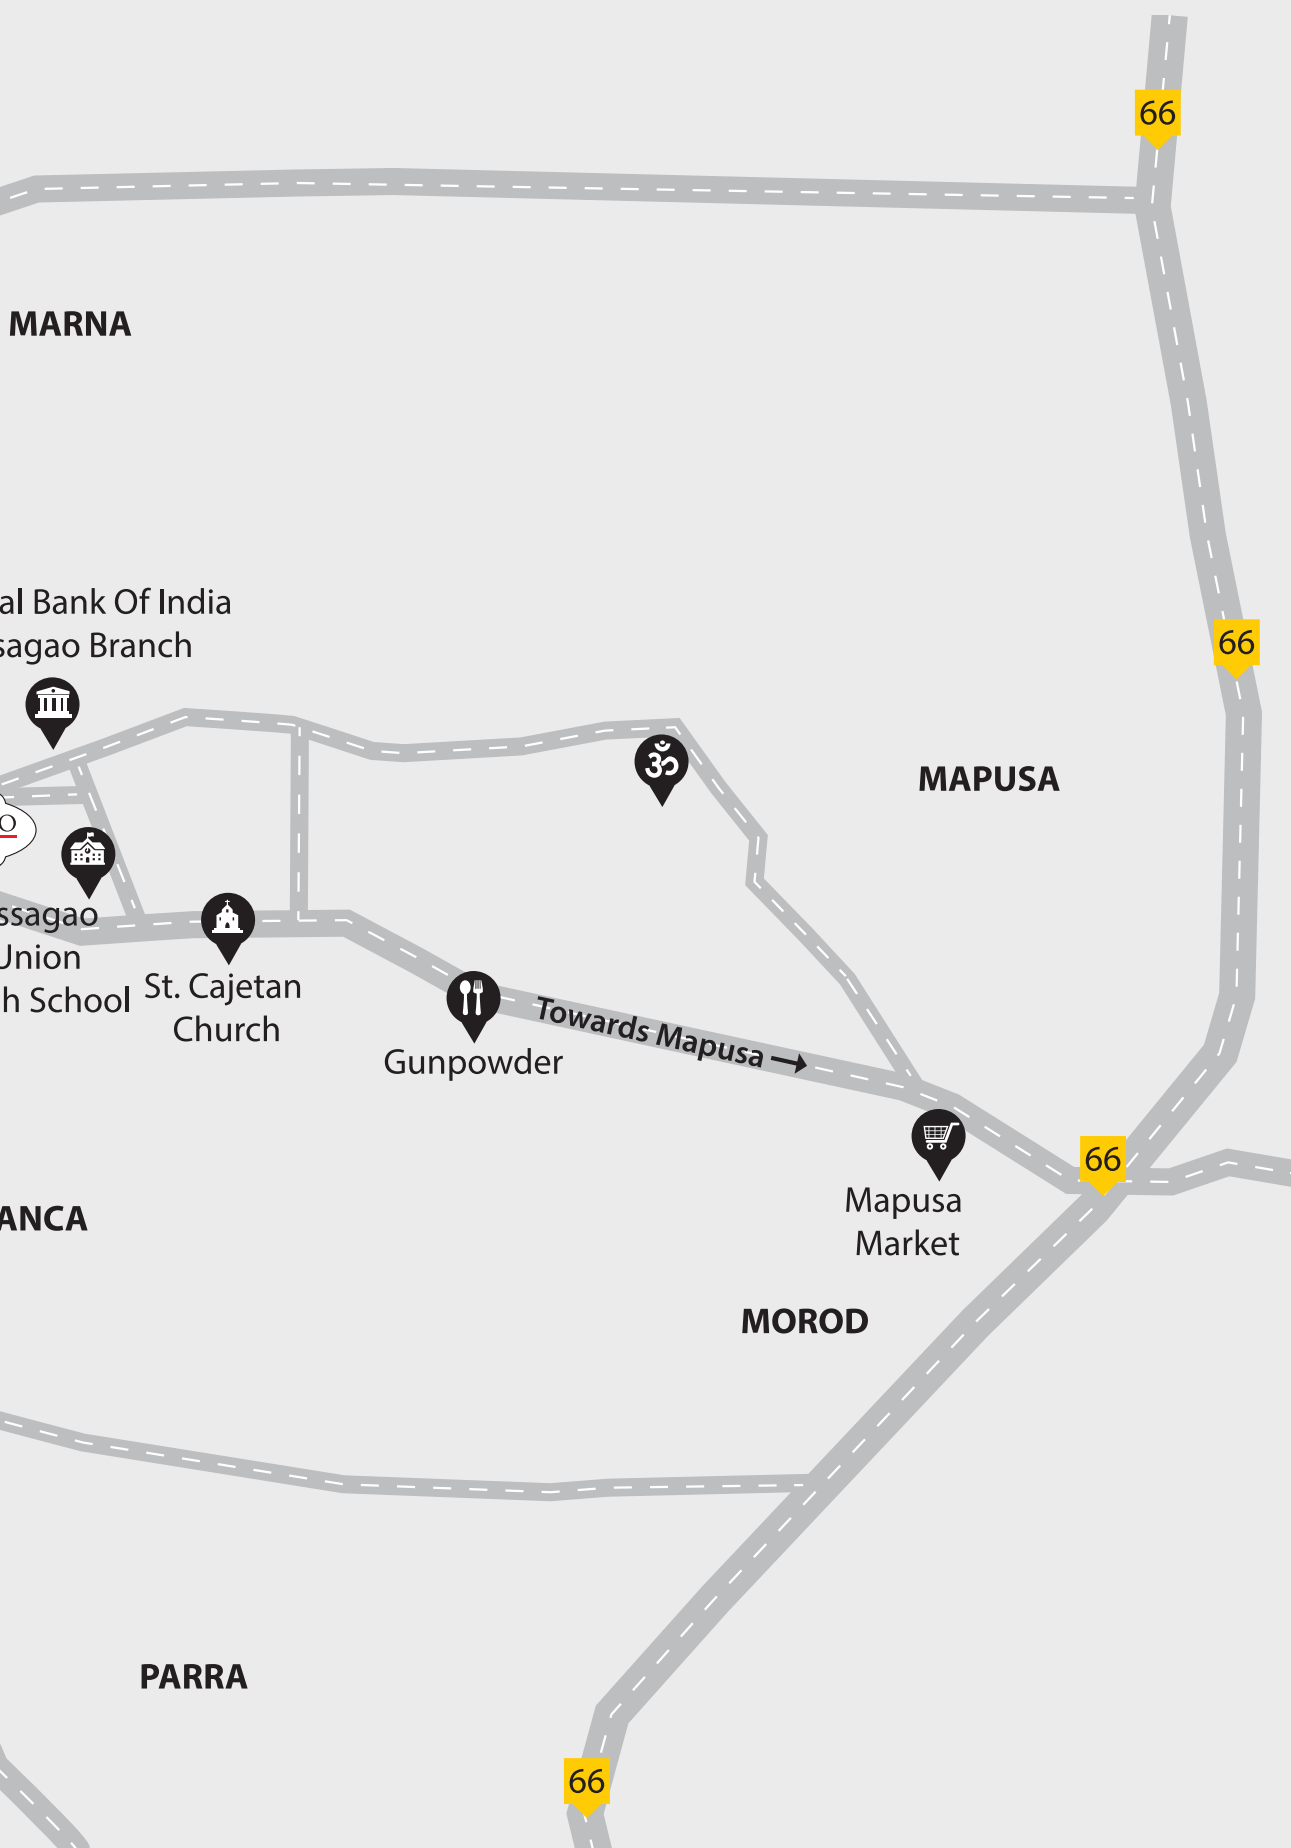 66
MARNA
al Bank Of India
sagao Branch
66
MAPUSA
O
ssagao
Union
h School
St. Cajetan
Church
Gunpowder
Towards Mapusa
ॐ
66
Mapusa
Market
ANCA
MOROD
PARRA
66